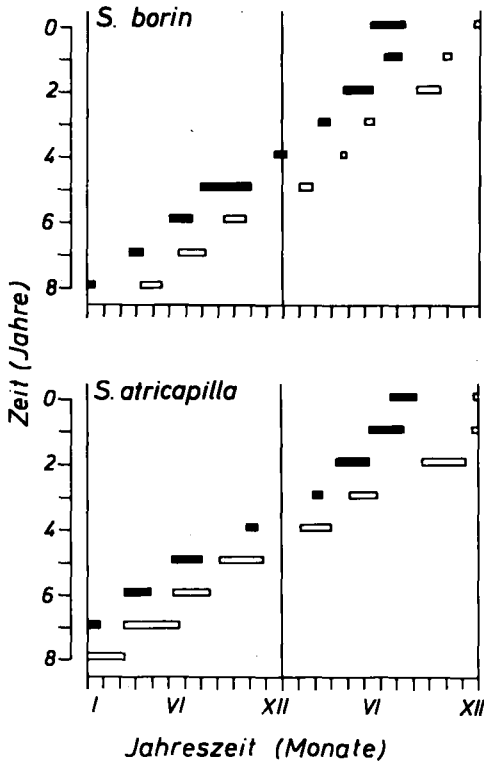 S. borin
0
2
4
6
8
S. atricapilla
0
2
4
6
8
Zeit (Jahre)
I VI XII VI XII
Jahreszeit (Monate)